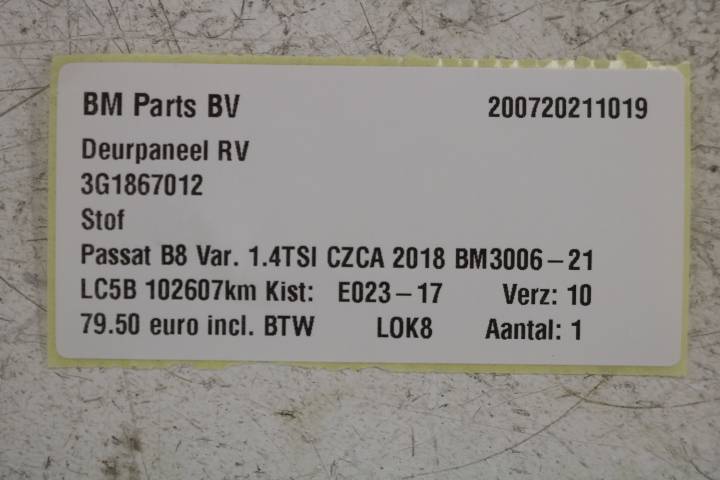 BM Parts BV 200720211019
Deurpaneel RV
3G1867012
Stof
Passat B8 Var. 1.4TSI CZCA 2018 BM3006-21
LC5B 102607km Kist: E023-17 Verz: 10
79.50 euro incl. BTW LOK8 Aantal: 1